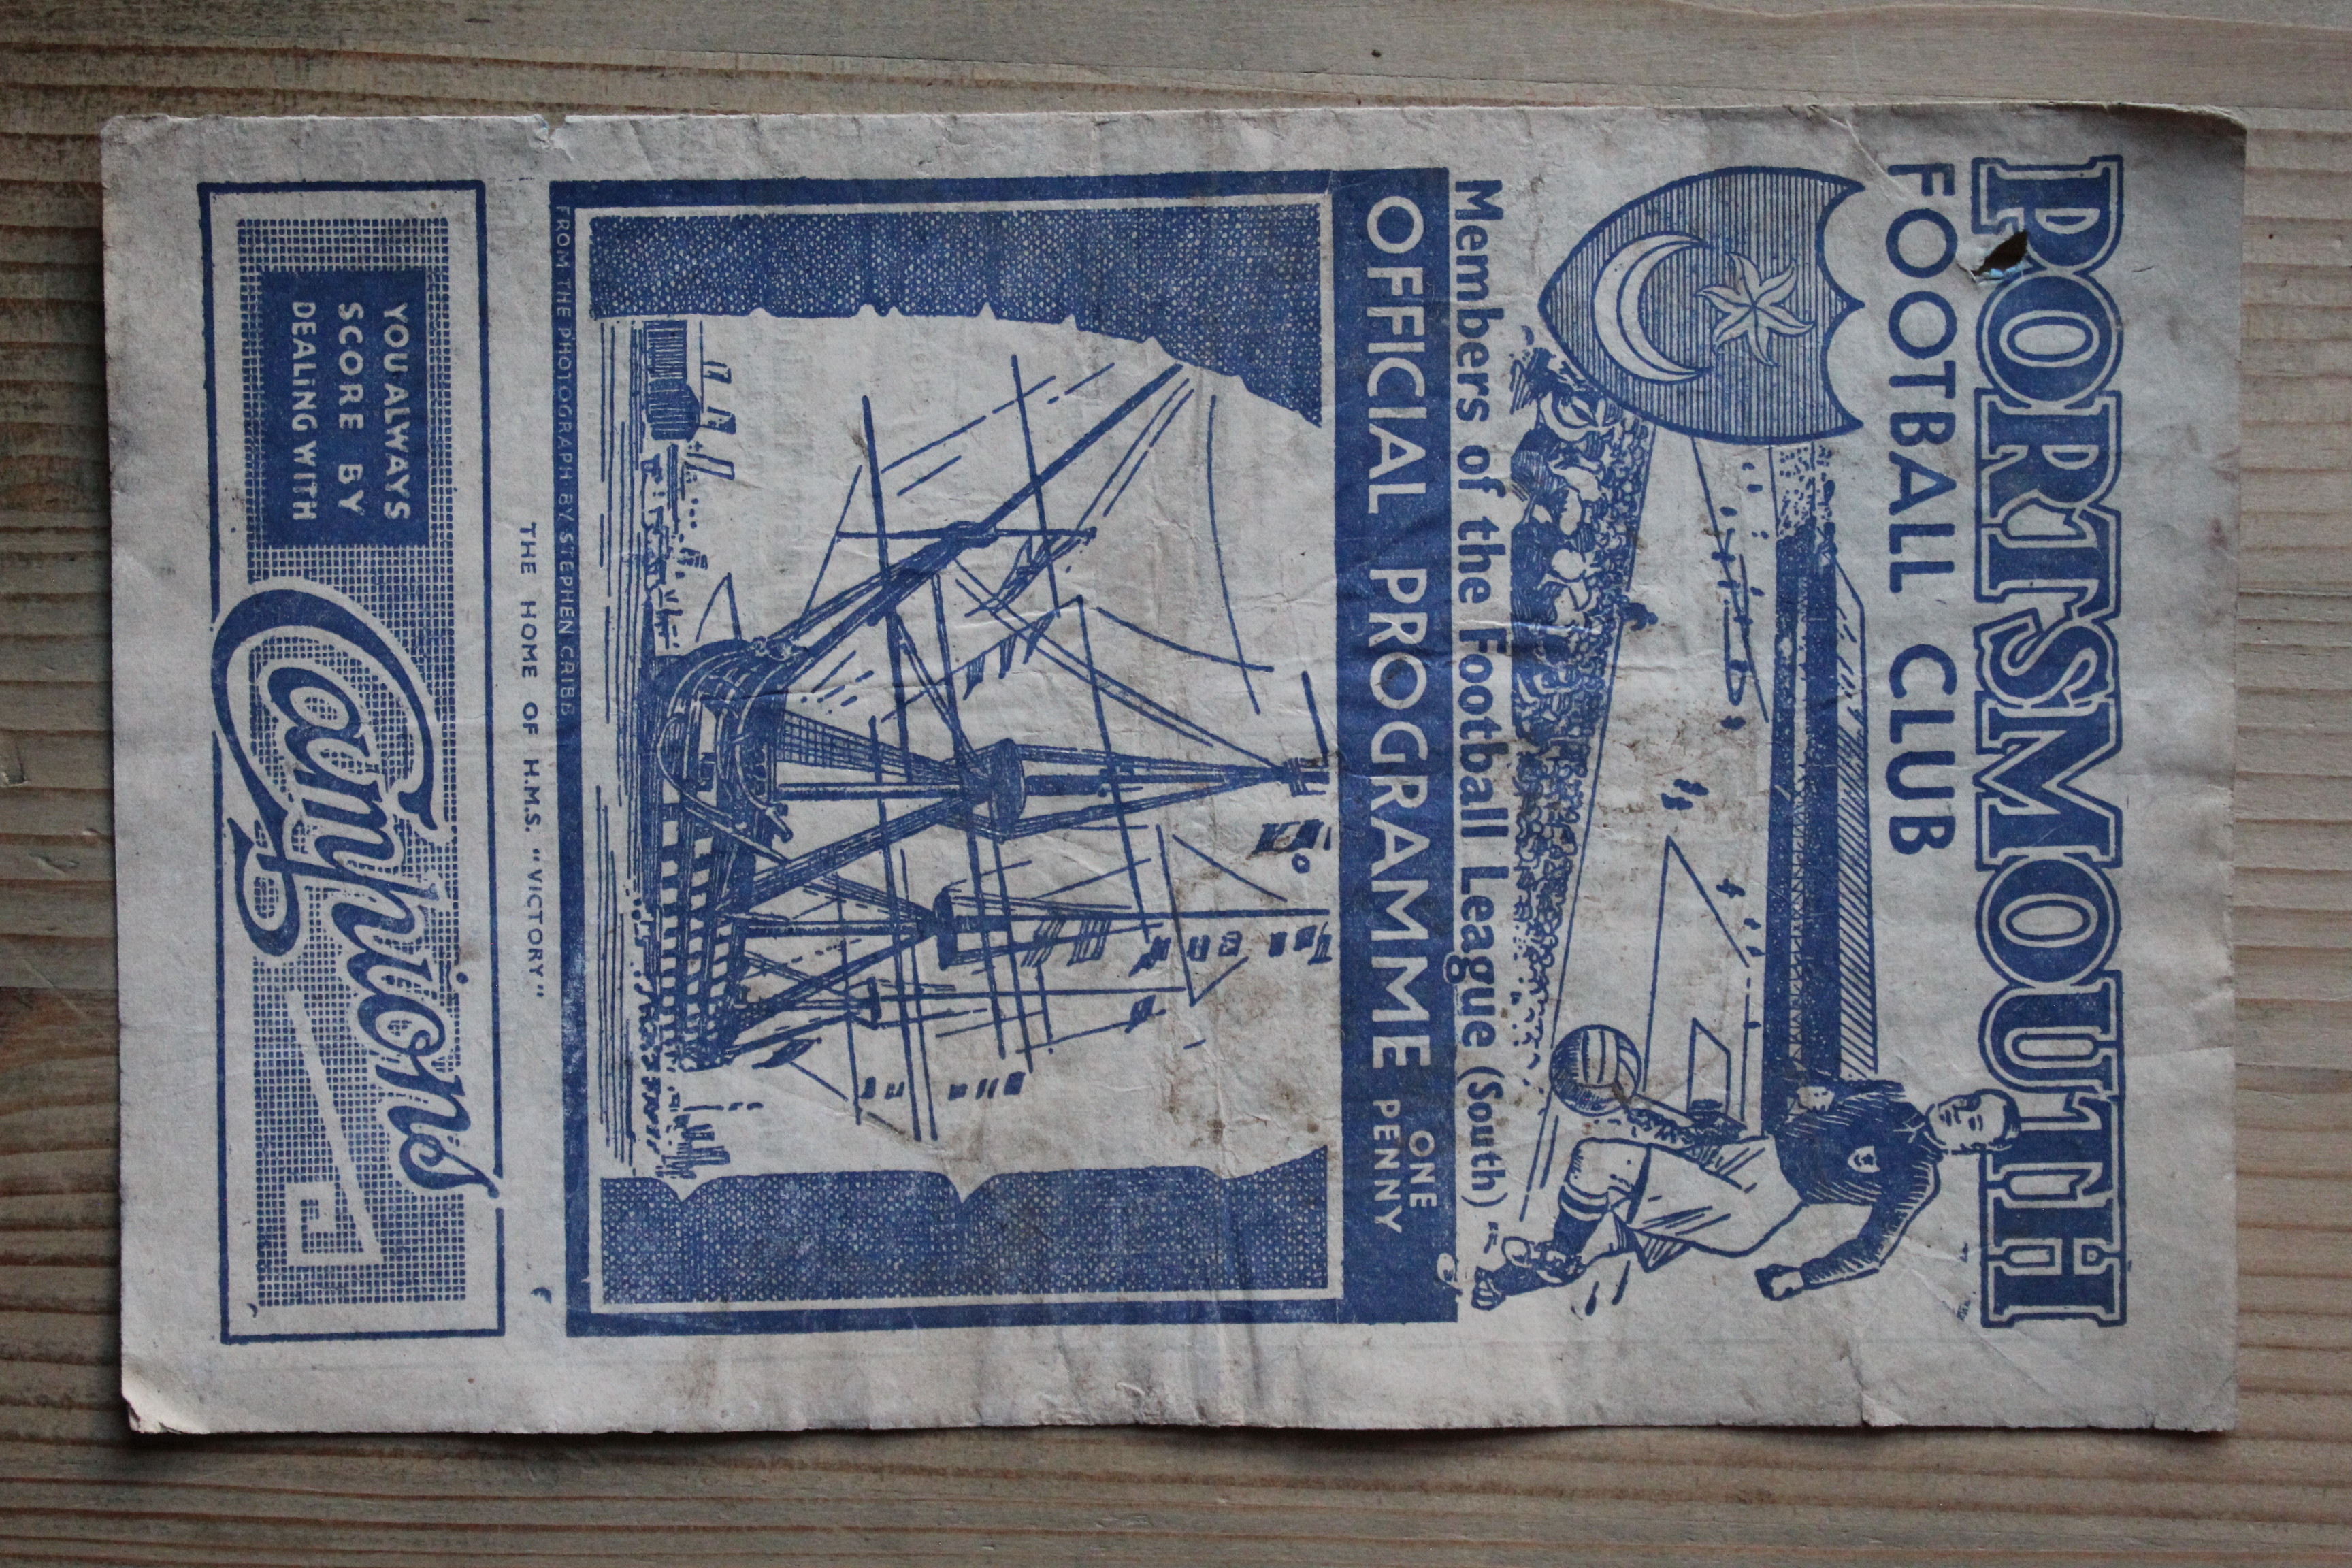 PORTSMOUTH
FOOTBALL CLUB
Members of the Football League (South)
OFFICIAL PROGRAMME
ONE
PENNY
FROM THE PHOTOGRAPH BY STEPHEN CRIBB
THE HOME OF H.M.S. "VICTORY"
YOU ALWAYS
SCORE BY
DEALING WITH
Campions